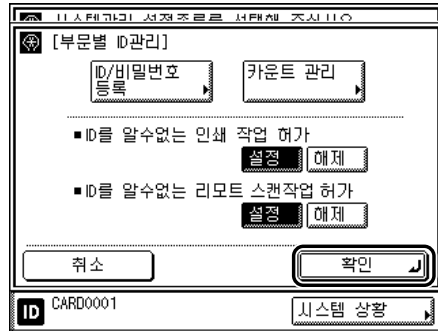 [부문별 ID관리]
ID/비밀번호 등록
카운트 관리
■ID를 알수없는 인쇄 작업 허가
설정 해제
■ID를 알수없는 리모트 스캔작업 허가
설정 해제
취소 확인
ID CARD0001 시스템 상황